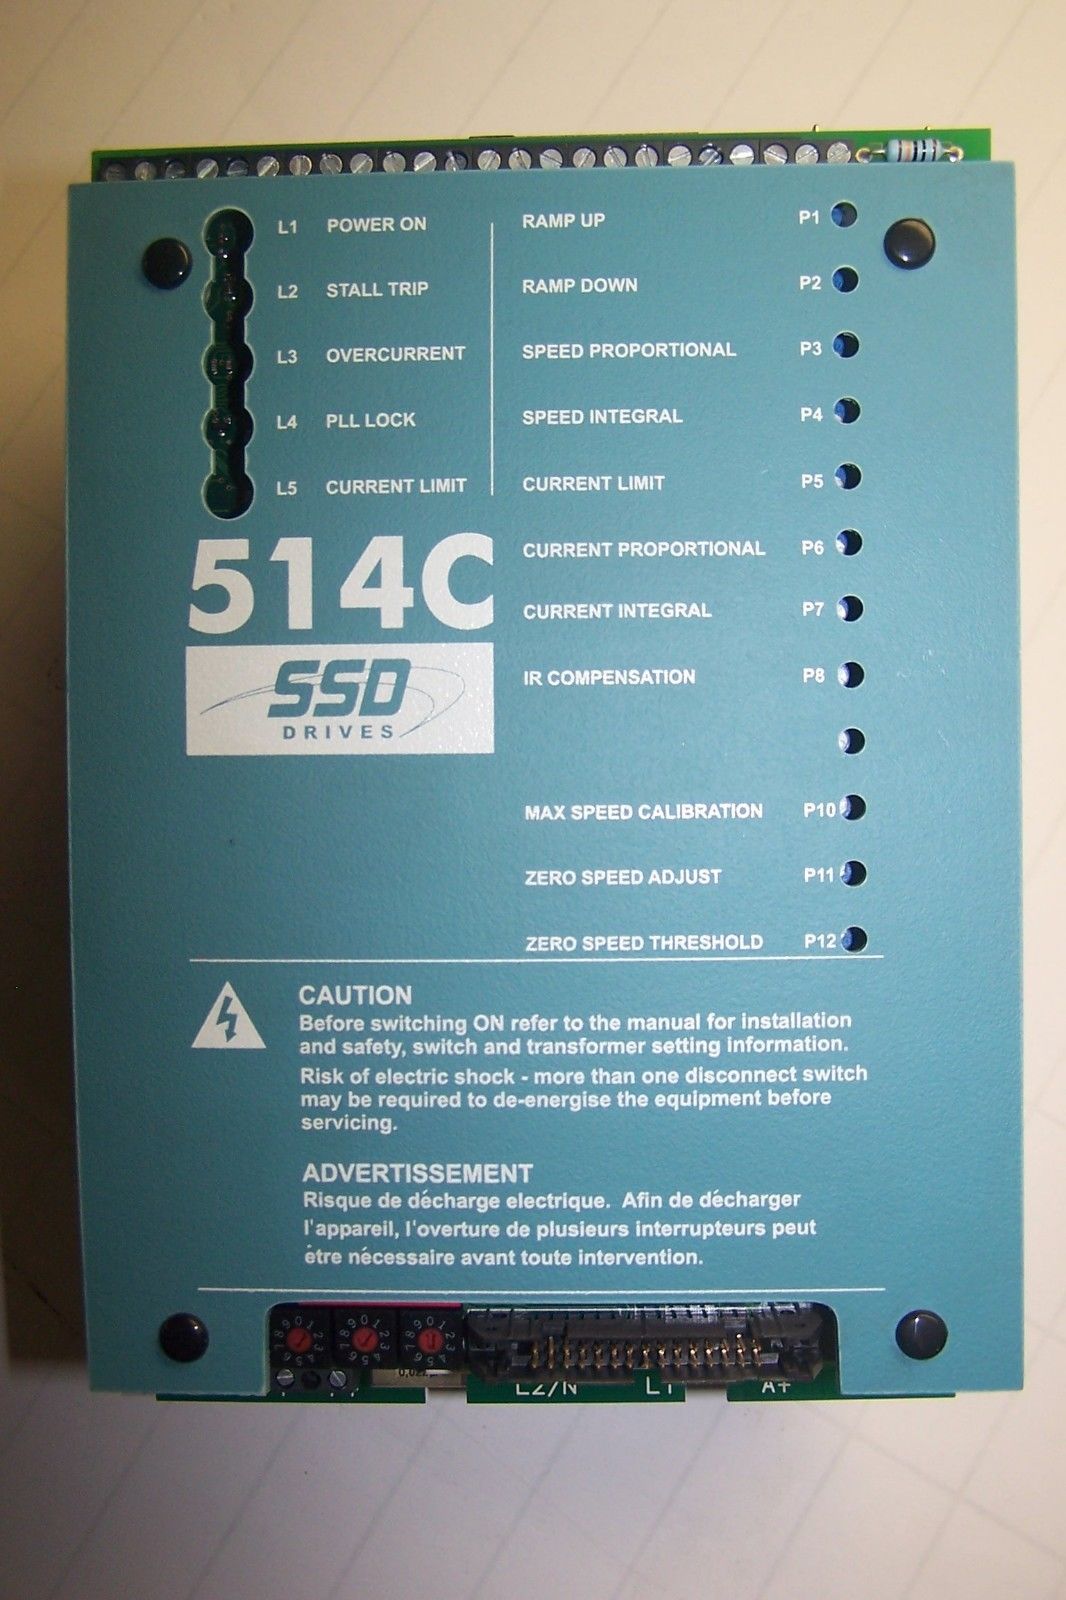 L1 POWER ON
L2 STALL TRIP
L3 OVERCURRENT
L4 PLL LOCK
L5 CURRENT LIMIT
514C
SSD
DRIVES
RAMP UP P1
RAMP DOWN P2
SPEED PROPORTIONAL P3
SPEED INTEGRAL P4
CURRENT LIMIT P5
CURRENT PROPORTIONAL P6
CURRENT INTEGRAL P7
IR COMPENSATION P8
MAX SPEED CALIBRATION P10
ZERO SPEED ADJUST P11
ZERO SPEED THRESHOLD P12
CAUTION
Before switching ON refer to the manual for installation
and safety, switch and transformer setting information.
Risk of electric shock - more than one disconnect switch
may be required to de-energise the equipment before
servicing.
ADVERTISSEMENT
Risque de décharge electrique. Afin de décharger
l'appareil, l'overture de plusieurs interrupteurs peut
étre nécessaire avant toute intervention.
L2/N L1 A+